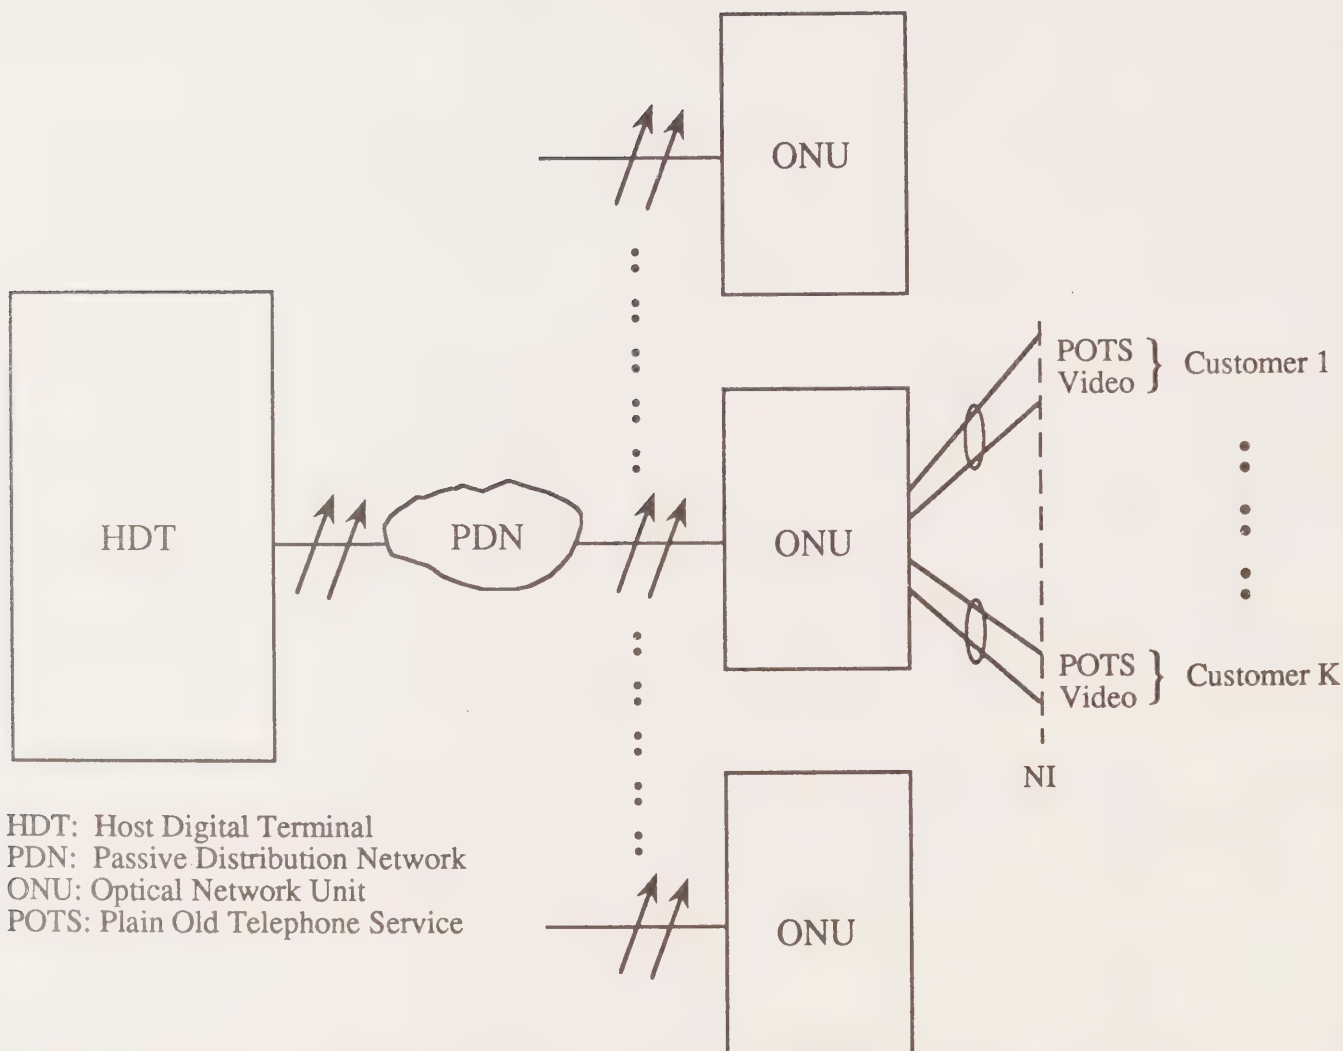 ONU
POTS
Video
Customer 1
HDT
PDN
ONU
POTS
Video
Customer K
NI
HDT: Host Digital Terminal
PDN: Passive Distribution Network
ONU: Optical Network Unit
POTS: Plain Old Telephone Service
ONU